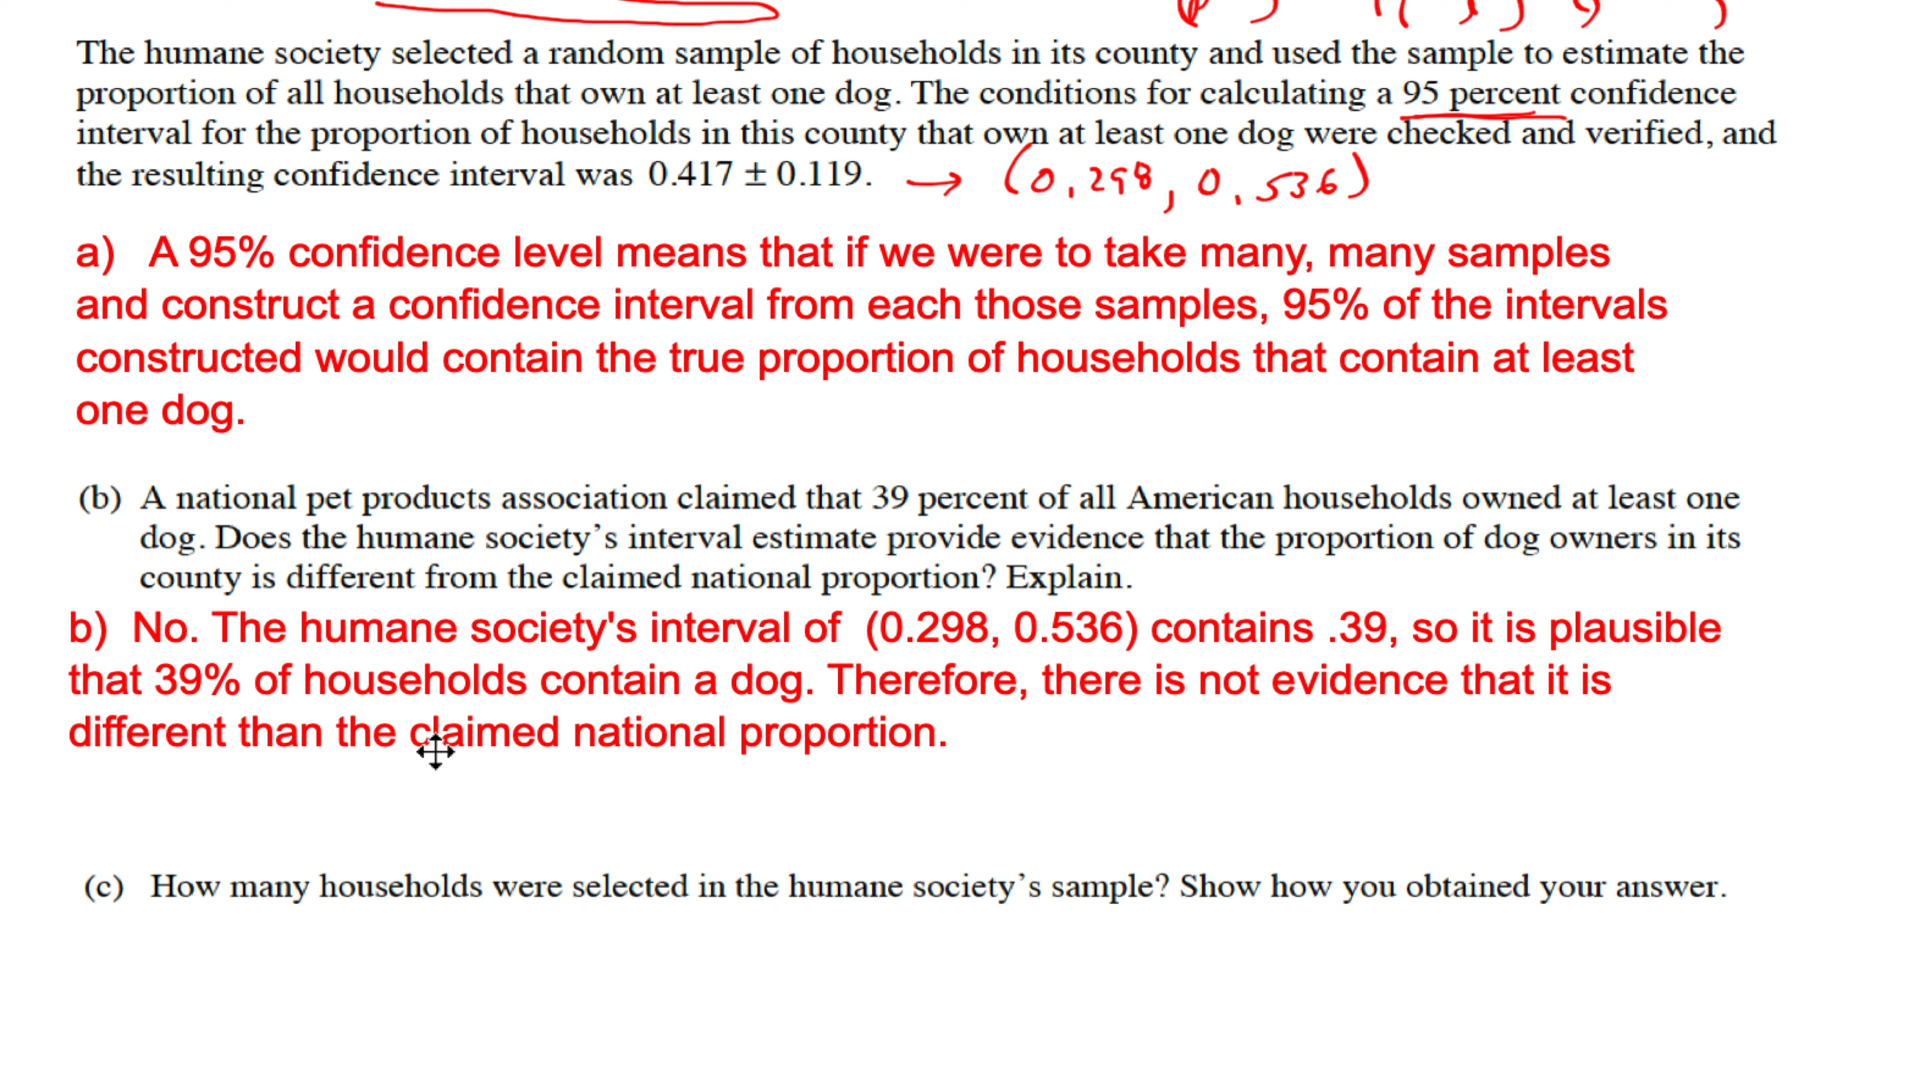 The humane society selected a random sample of households in its county and used the sample to estimate the
proportion of all households that own at least one dog. The conditions for calculating a 95 percent confidence
interval for the proportion of households in this county that own at least one dog were checked and verified, and
the resulting confidence interval was 0.417 ± 0.119. → (0.298, 0.536)
a) A 95% confidence level means that if we were to take many, many samples
and construct a confidence interval from each those samples, 95% of the intervals
constructed would contain the true proportion of households that contain at least
one dog.
(b) A national pet products association claimed that 39 percent of all American households owned at least one
dog. Does the humane society’s interval estimate provide evidence that the proportion of dog owners in its
county is different from the claimed national proportion? Explain.
b) No. The humane society's interval of (0.298, 0.536) contains .39, so it is plausible
that 39% of households contain a dog. Therefore, there is not evidence that it is
different than the claimed national proportion.
(c) How many households were selected in the humane society’s sample? Show how you obtained your answer.